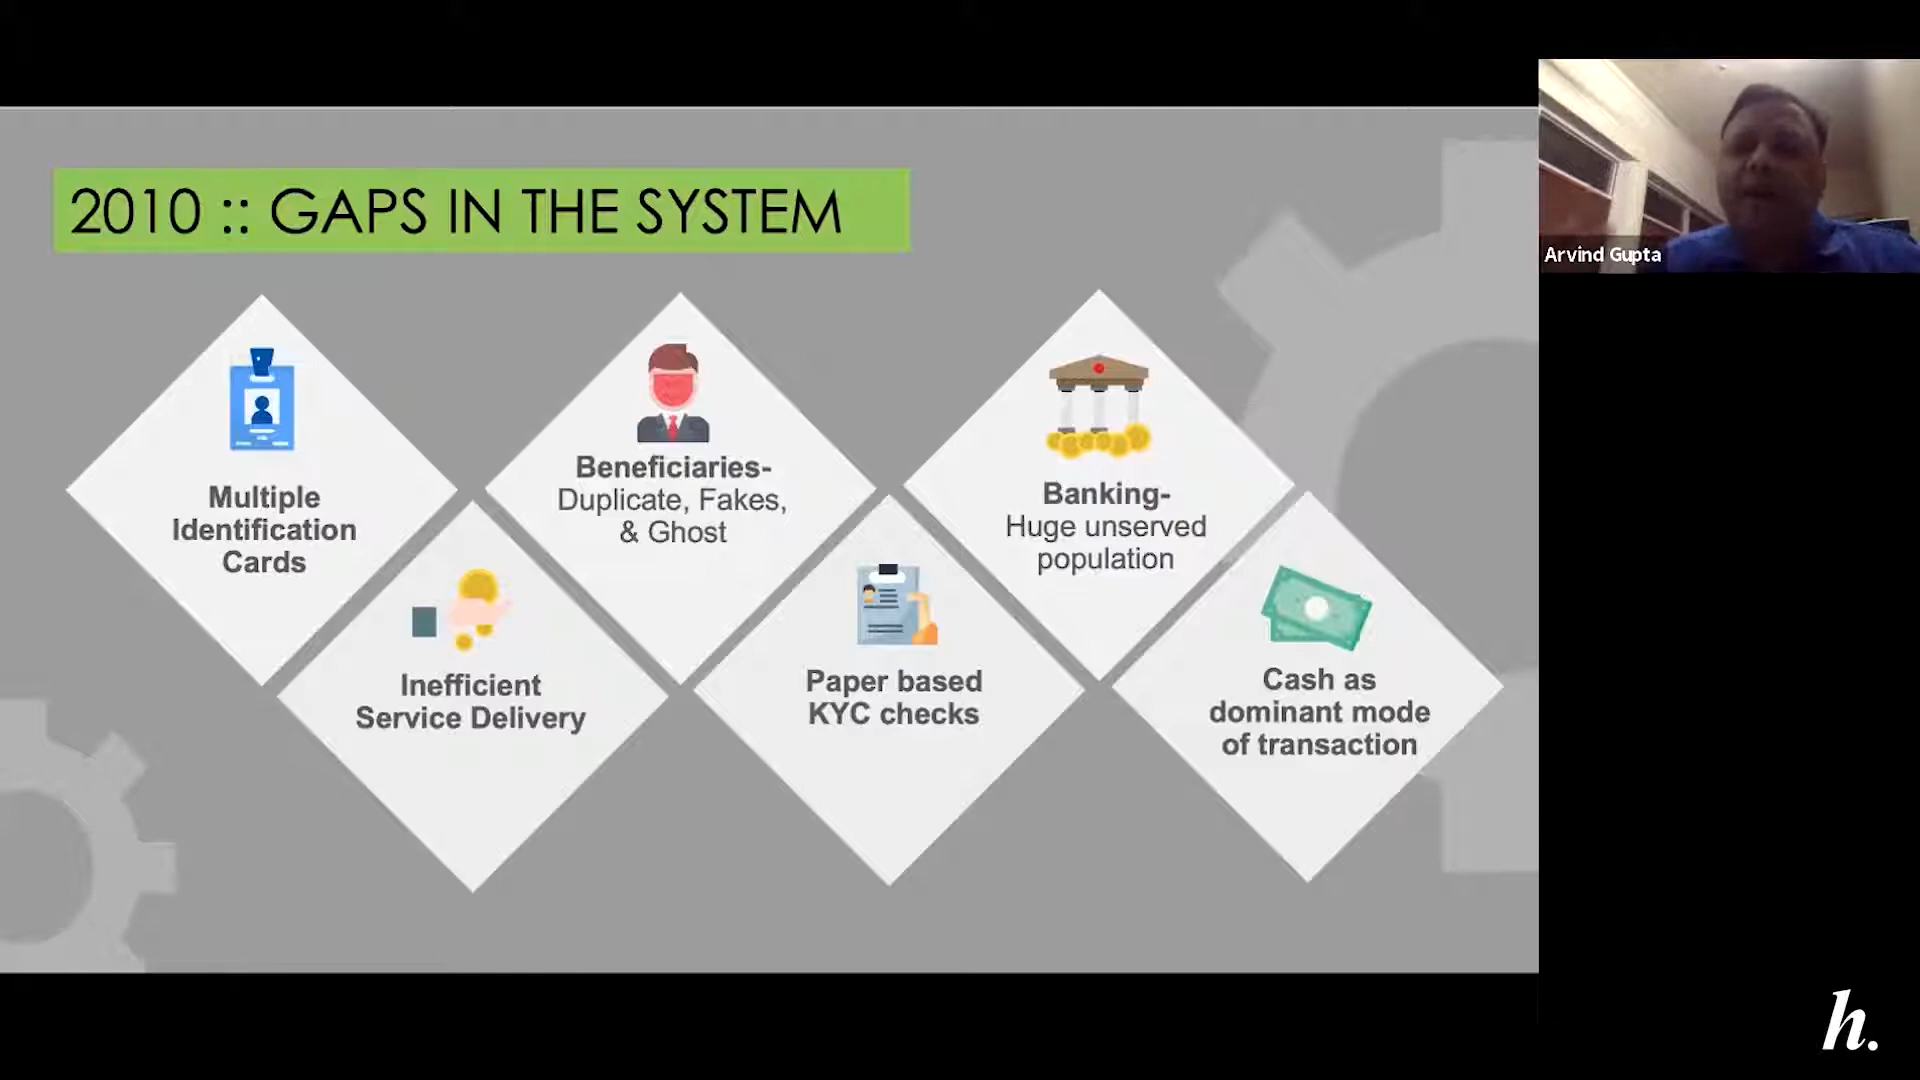 2010 :: GAPS IN THE SYSTEM
Arvind Gupta
Multiple
Identification
Cards
Inefficient
Service Delivery
Beneficiaries-
Duplicate, Fakes,
& Ghost
Paper based
KYC checks
Banking-
Huge unserved
population
Cash as
dominant mode
of transaction
h.